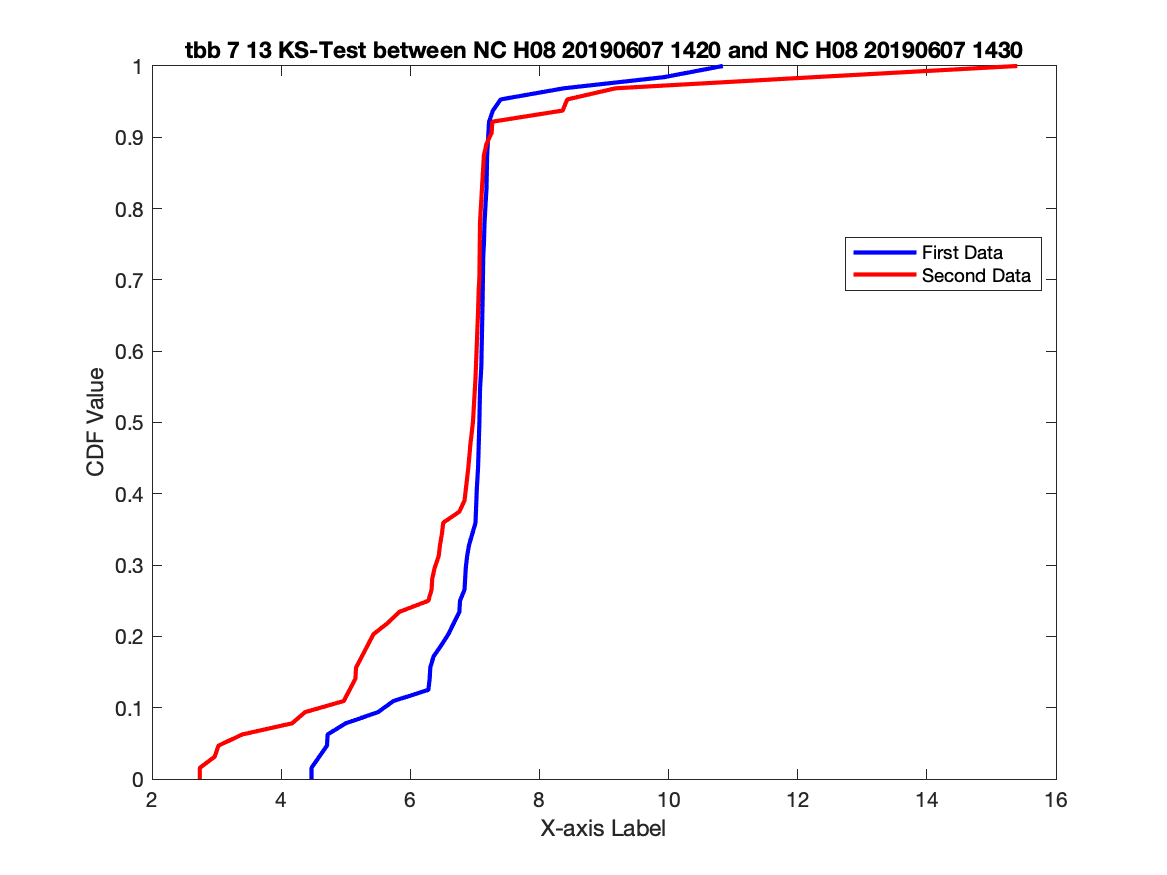 tbb 7 13 KS-Test between NC H08 20190607 1420 and NC H08 20190607 1430
1
0.9
0.8
0.7
0.6
0.5
0.4
0.3
0.2
0.1
0
CDF Value
First Data
Second Data
2 4 6 8 10 12 14 16
X-axis Label